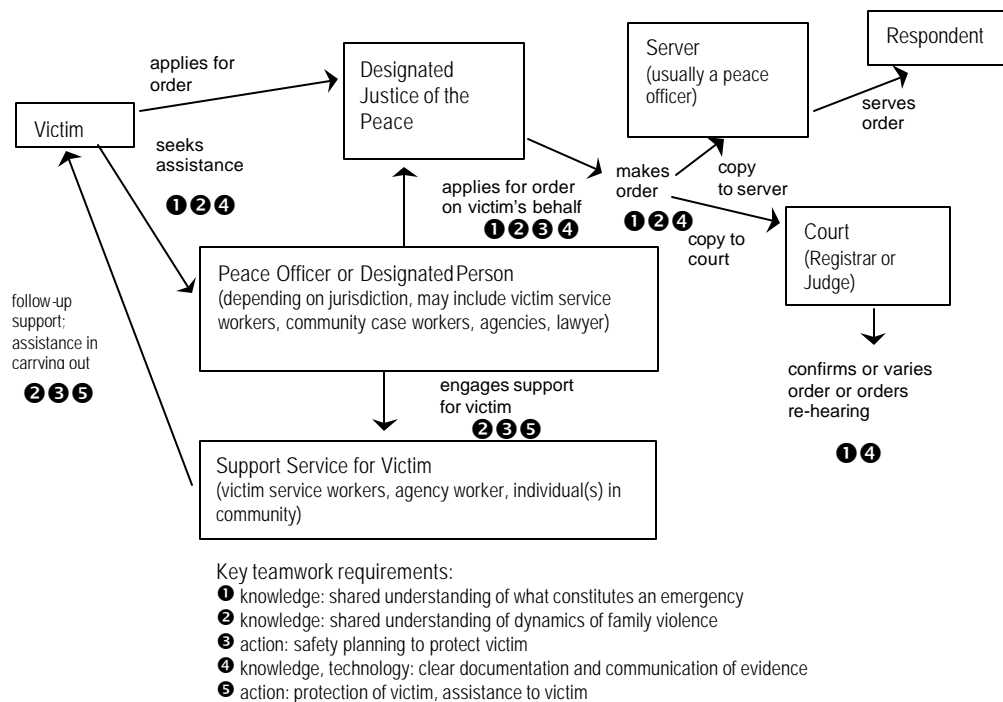 Respondent
Server
(usually a peace
officer)
Designated
Justice of the
Peace
applies for
order
Victim
serves
order
seeks
assistance
❶❷❹
makes
order
❶❷❹
copy
to server
applies for order
on victim's behalf
❶❷❸❹
copy to
court
Court
(Registrar or
Judge)
Peace Officer or Designated Person
(depending on jurisdiction, may include victim service
workers, community case workers, agencies, lawyer)
follow-up
support;
assistance in
carrying out
❷❸❺
confirms or varies
order or orders
re-hearing
❶❹
engages support
for victim
❷❸❺
Support Service for Victim
(victim service workers, agency worker, individual(s) in
community)
Key teamwork requirements:
❶ knowledge: shared understanding of what constitutes an emergency
❷ knowledge: shared understanding of dynamics of family violence
❸ action: safety planning to protect victim
❹ knowledge, technology: clear documentation and communication of evidence
❺ action: protection of victim, assistance to victim